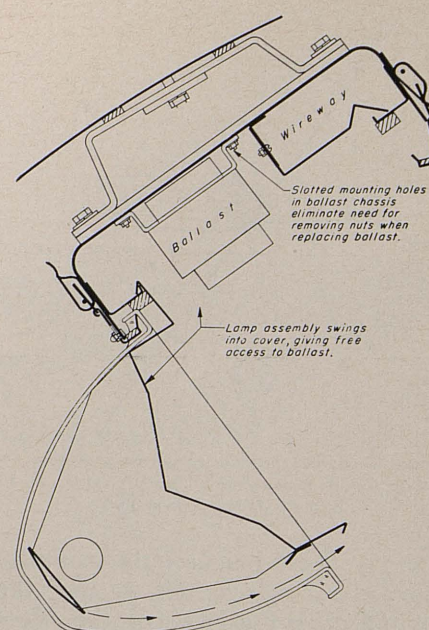 Wireway
Slotted mounting holes
in ballast chassis
eliminate need for
removing nuts when
replacing ballast.
Ballast
Lamp assembly swings
into cover, giving free
access to ballast.